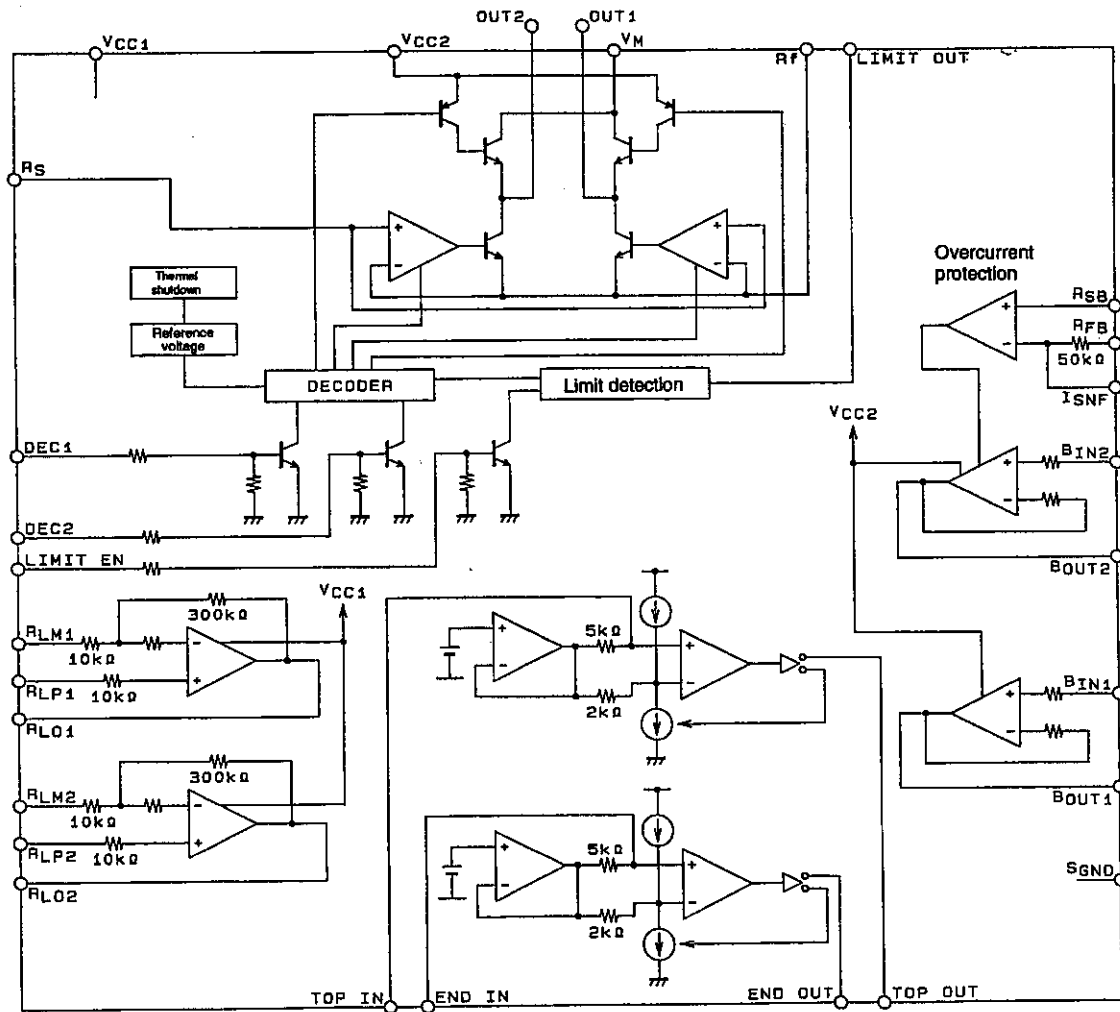 OUT2
OUT1
VCC1
VCC2
VM
Rf
LIMIT OUT
RS
Thermal
shutdown
Reference
voltage
DECODER
Limit detection
Overcurrent
protection
RSB
RFB
50kΩ
ISNF
DEC1
DEC2
LIMIT EN
VCC2
BIN2
BOUT2
VCC1
300kΩ
RLM1
10kΩ
RLP1
10kΩ
RLO1
5kΩ
2kΩ
BIN1
BOUT1
300kΩ
RLM2
10kΩ
RLP2
10kΩ
RLO2
5kΩ
2kΩ
SGND
TOP IN
END IN
END OUT
TOP OUT
+
-
+
-
+
-
+
-
+
-
-
+
-
+
+
-
+
-
+
-
+
-
+
-